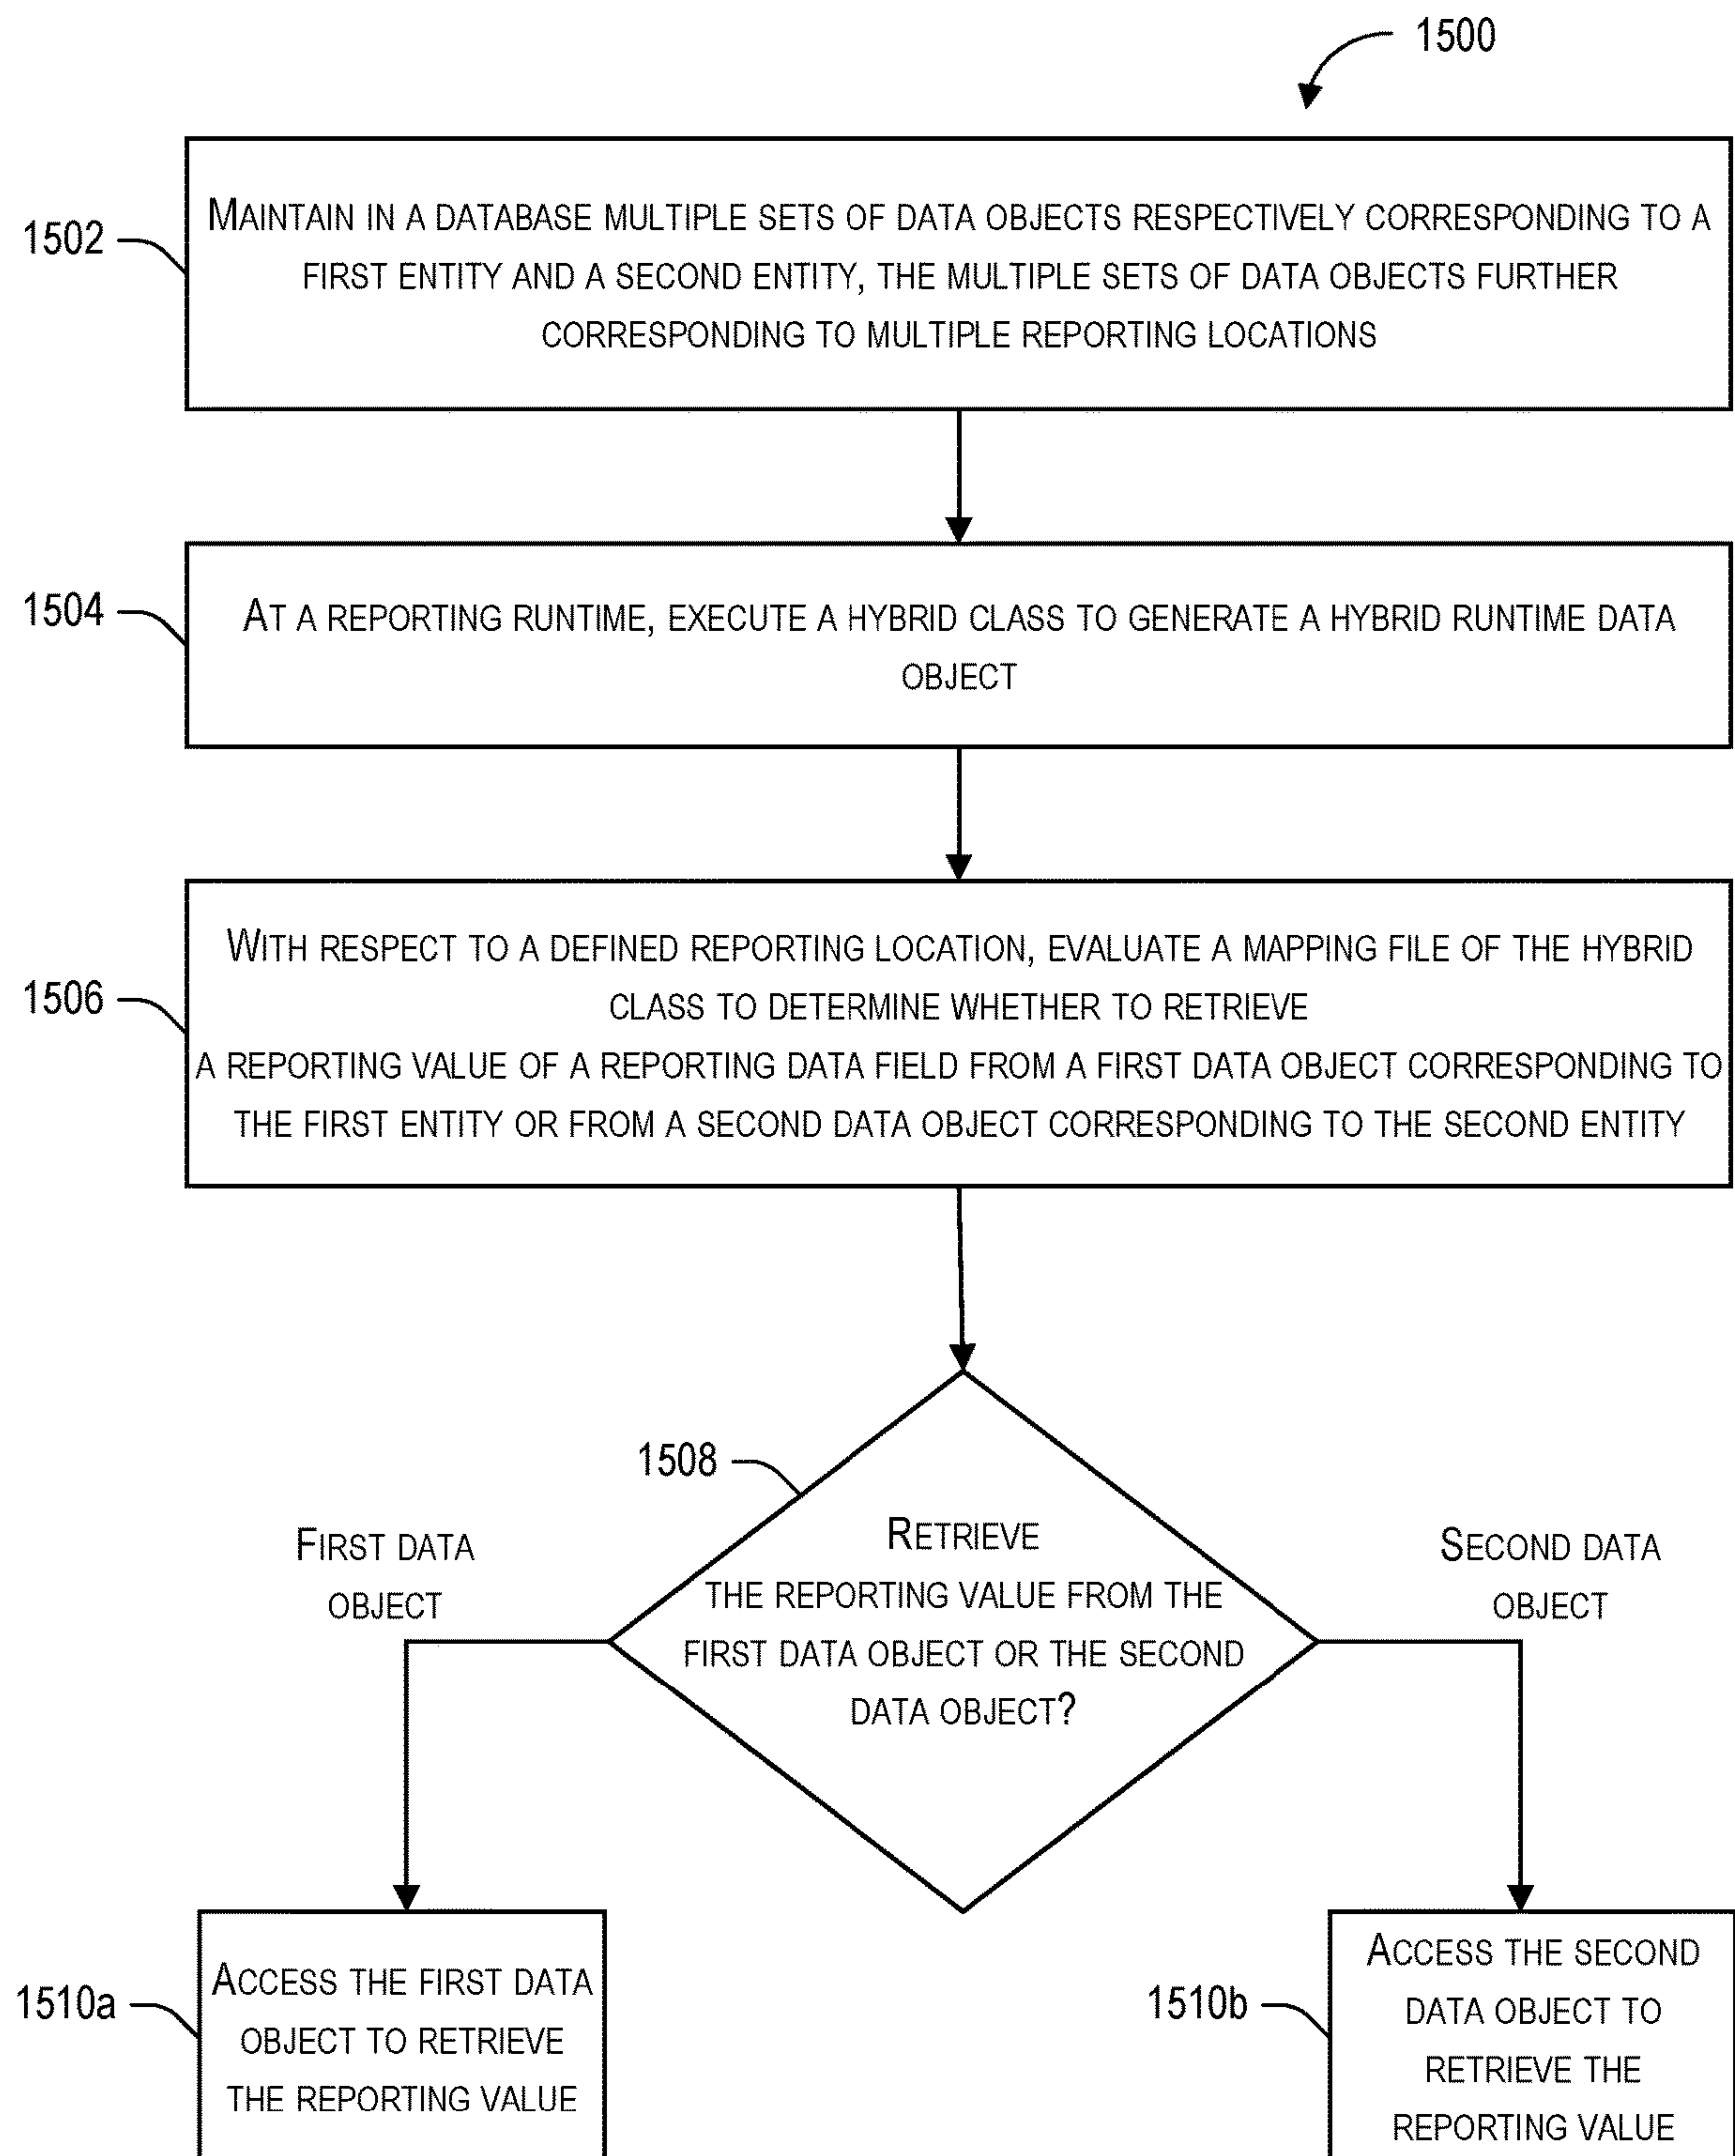 1500
1502
MAINTAIN IN A DATABASE MULTIPLE SETS OF DATA OBJECTS RESPECTIVELY CORRESPONDING TO A
FIRST ENTITY AND A SECOND ENTITY, THE MULTIPLE SETS OF DATA OBJECTS FURTHER
CORRESPONDING TO MULTIPLE REPORTING LOCATIONS
1504
AT A REPORTING RUNTIME, EXECUTE A HYBRID CLASS TO GENERATE A HYBRID RUNTIME DATA
OBJECT
1506
WITH RESPECT TO A DEFINED REPORTING LOCATION, EVALUATE A MAPPING FILE OF THE HYBRID
CLASS TO DETERMINE WHETHER TO RETRIEVE
A REPORTING VALUE OF A REPORTING DATA FIELD FROM A FIRST DATA OBJECT CORRESPONDING TO
THE FIRST ENTITY OR FROM A SECOND DATA OBJECT CORRESPONDING TO THE SECOND ENTITY
1508
RETRIEVE
THE REPORTING VALUE FROM THE
FIRST DATA OBJECT OR THE SECOND
DATA OBJECT?
FIRST DATA
OBJECT
SECOND DATA
OBJECT
1510a
ACCESS THE FIRST DATA
OBJECT TO RETRIEVE
THE REPORTING VALUE
1510b
ACCESS THE SECOND
DATA OBJECT TO
RETRIEVE THE
REPORTING VALUE